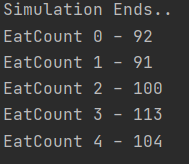 Simulation Ends..
EatCount 0 – 92
EatCount 1 – 91
EatCount 2 – 100
EatCount 3 – 113
EatCount 4 – 104